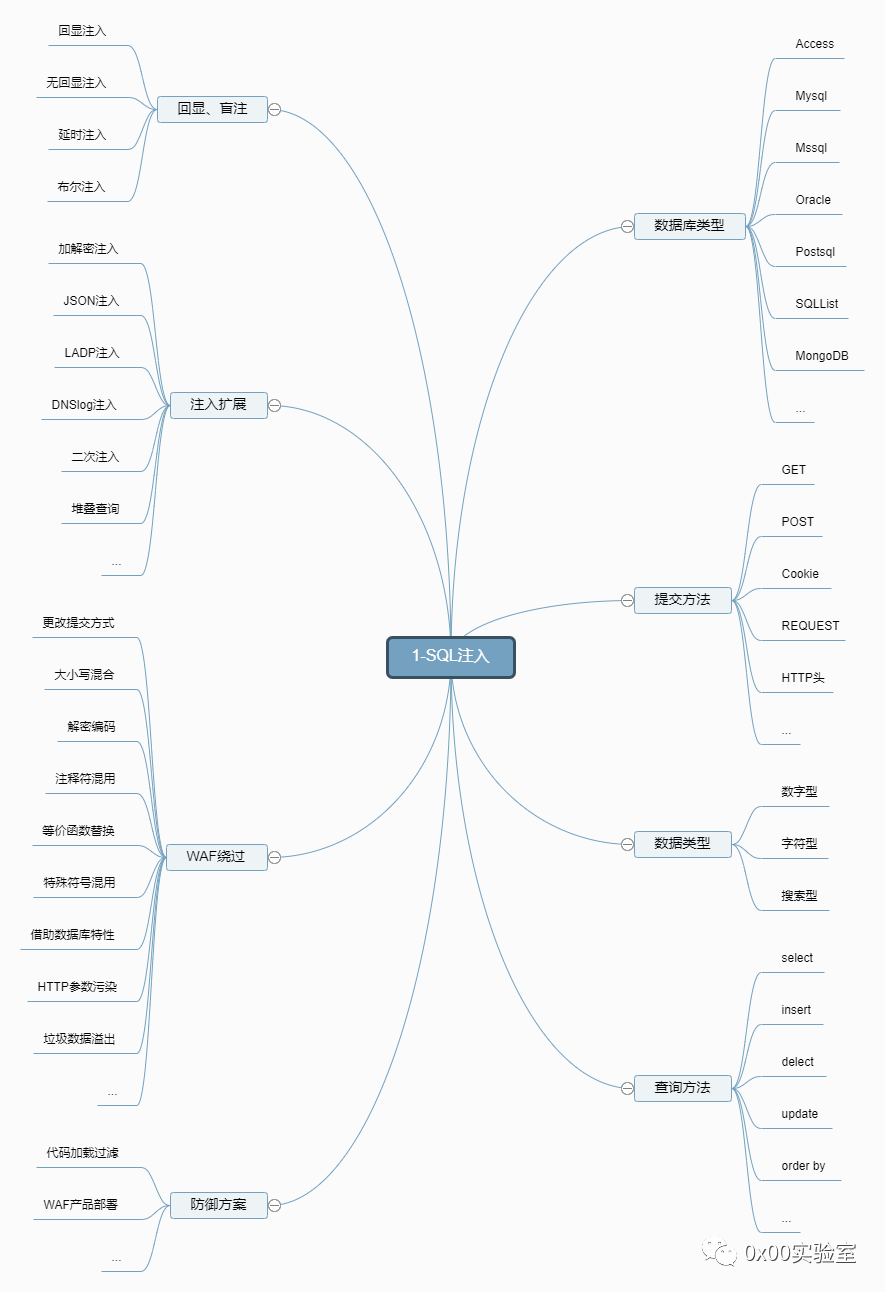 1-SQL注入
回显、盲注
回显注入
无回显注入
延时注入
布尔注入
注入扩展
加解密注入
JSON注入
LADP注入
DNSlog注入
二次注入
堆叠查询
...
WAF绕过
更改提交方式
大小写混合
解密编码
注释符混用
等价函数替换
特殊符号混用
借助数据库特性
HTTP参数污染
垃圾数据溢出
...
防御方案
代码加载过滤
WAF产品部署
...
数据库类型
Access
Mysql
Mssql
Oracle
Postsql
SQLList
MongoDB
...
提交方法
GET
POST
Cookie
REQUEST
HTTP头
...
数据类型
数字型
字符型
搜索型
查询方法
select
insert
delect
update
order by
...
0x00实验室